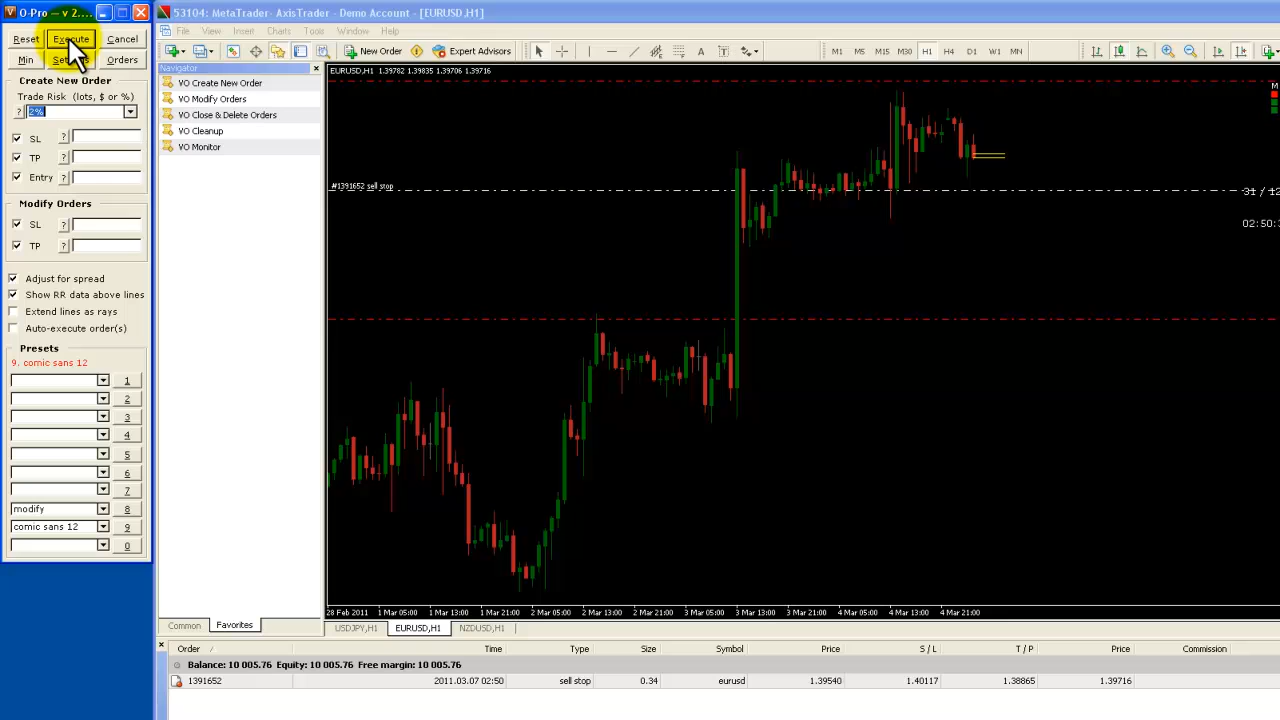 O-Pro — v 2....
53104: MetaTrader - AxisTrader - Demo Account - [EURUSD,H1]
Reset Execute Cancel
File View Insert Charts Tools Window Help
Min Orders
New Order Expert Advisors M1 M5 M15 M30 H1 H4 D1 W1 MN
Create New Order
Trade Risk (lots, $ or %)
? 2%
SL ?
TP ?
Entry ?
Modify Orders
SL ?
TP ?
Adjust for spread
Show RR data above lines
Extend lines as rays
Auto-execute order(s)
Presets
9. comic sans 12
1
2
3
4
5
6
7
modify 8
comic sans 12 9
0
Navigator
VO Create New Order
VO Modify Orders
VO Close & Delete Orders
VO Cleanup
VO Monitor
Common Favorites
EURUSD,H1 1.39782 1.39835 1.39706 1.39716
M
#1391652 sell stop
31 / 12
02:50:
28 Feb 2011 1 Mar 05:00 1 Mar 13:00 1 Mar 21:00 2 Mar 05:00 2 Mar 13:00 2 Mar 21:00 3 Mar 05:00 3 Mar 13:00 3 Mar 21:00 4 Mar 05:00 4 Mar 13:00 4 Mar 21:00
USDJPY,H1 EURUSD,H1 NZDUSD,H1
Order / Time Type Size Symbol Price S / L T / P Price Commission
Balance: 10 005.76 Equity: 10 005.76 Free margin: 10 005.76
1391652 2011.03.07 02:50 sell stop 0.34 eurusd 1.39540 1.40117 1.38865 1.39716